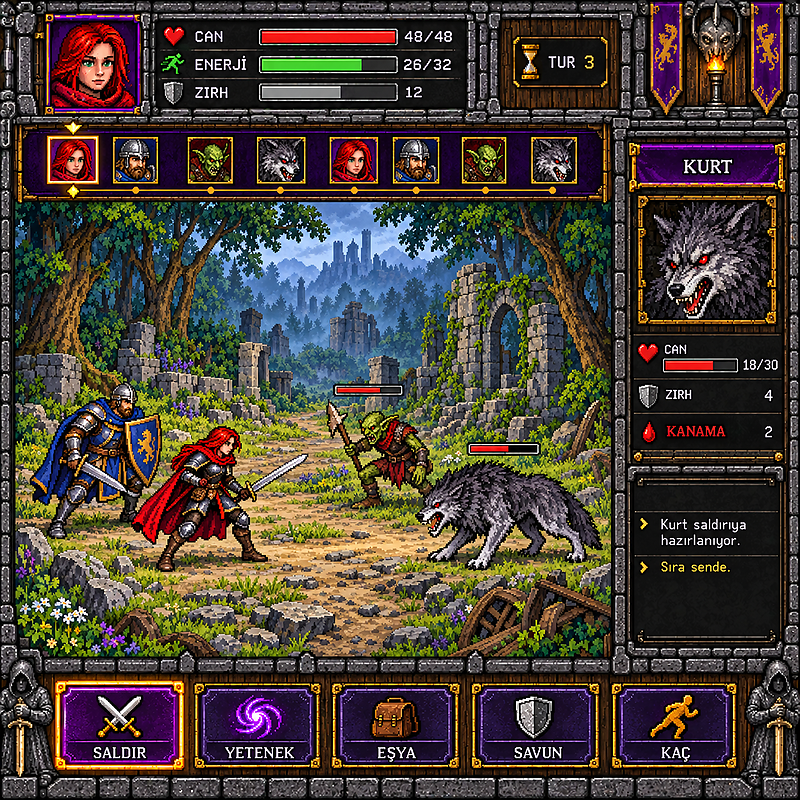 CAN 48/48
ENERJİ 26/32
ZIRH 12
TUR 3
KURT
CAN
18/30
ZIRH 4
KANAMA 2
Kurt saldırıya
hazırlanıyor.
Sıra sende.
SALDIR
YETENEK
EŞYA
SAVUN
KAÇ